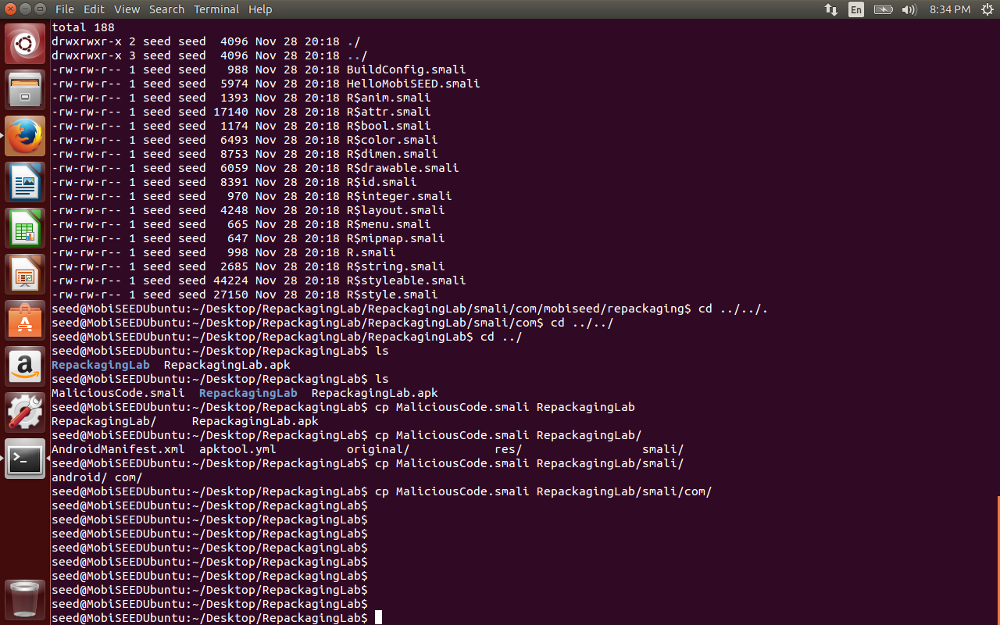 File Edit View Search Terminal Help En 8:34 PM
total 188
drwxrwxr-x 2 seed seed  4096 Nov 28 20:18 ./
drwxrwxr-x 3 seed seed  4096 Nov 28 20:18 ../
-rw-rw-r-- 1 seed seed   988 Nov 28 20:18 BuildConfig.smali
-rw-rw-r-- 1 seed seed  5974 Nov 28 20:18 HelloMobiSEED.smali
-rw-rw-r-- 1 seed seed  1393 Nov 28 20:18 R$anim.smali
-rw-rw-r-- 1 seed seed 17140 Nov 28 20:18 R$attr.smali
-rw-rw-r-- 1 seed seed  1174 Nov 28 20:18 R$bool.smali
-rw-rw-r-- 1 seed seed  6493 Nov 28 20:18 R$color.smali
-rw-rw-r-- 1 seed seed  8753 Nov 28 20:18 R$dimen.smali
-rw-rw-r-- 1 seed seed  6059 Nov 28 20:18 R$drawable.smali
-rw-rw-r-- 1 seed seed  8391 Nov 28 20:18 R$id.smali
-rw-rw-r-- 1 seed seed   970 Nov 28 20:18 R$integer.smali
-rw-rw-r-- 1 seed seed  4248 Nov 28 20:18 R$layout.smali
-rw-rw-r-- 1 seed seed   665 Nov 28 20:18 R$menu.smali
-rw-rw-r-- 1 seed seed   647 Nov 28 20:18 R$mipmap.smali
-rw-rw-r-- 1 seed seed   998 Nov 28 20:18 R.smali
-rw-rw-r-- 1 seed seed  2685 Nov 28 20:18 R$string.smali
-rw-rw-r-- 1 seed seed 44224 Nov 28 20:18 R$styleable.smali
-rw-rw-r-- 1 seed seed 27150 Nov 28 20:18 R$style.smali
seed@MobiSEEDUbuntu:~/Desktop/RepackagingLab/RepackagingLab/smali/com/mobiseed/repackaging$ cd ../../.
seed@MobiSEEDUbuntu:~/Desktop/RepackagingLab/RepackagingLab/smali/com$ cd ../../
seed@MobiSEEDUbuntu:~/Desktop/RepackagingLab/RepackagingLab$ cd ../
seed@MobiSEEDUbuntu:~/Desktop/RepackagingLab$ ls
RepackagingLab  RepackagingLab.apk
seed@MobiSEEDUbuntu:~/Desktop/RepackagingLab$ ls
MaliciousCode.smali  RepackagingLab  RepackagingLab.apk
seed@MobiSEEDUbuntu:~/Desktop/RepackagingLab$ cp MaliciousCode.smali RepackagingLab
RepackagingLab/     RepackagingLab.apk
seed@MobiSEEDUbuntu:~/Desktop/RepackagingLab$ cp MaliciousCode.smali RepackagingLab/
AndroidManifest.xml  apktool.yml          original/            res/                 smali/
seed@MobiSEEDUbuntu:~/Desktop/RepackagingLab$ cp MaliciousCode.smali RepackagingLab/smali/
android/ com/
seed@MobiSEEDUbuntu:~/Desktop/RepackagingLab$ cp MaliciousCode.smali RepackagingLab/smali/com/
seed@MobiSEEDUbuntu:~/Desktop/RepackagingLab$
seed@MobiSEEDUbuntu:~/Desktop/RepackagingLab$
seed@MobiSEEDUbuntu:~/Desktop/RepackagingLab$
seed@MobiSEEDUbuntu:~/Desktop/RepackagingLab$
seed@MobiSEEDUbuntu:~/Desktop/RepackagingLab$
seed@MobiSEEDUbuntu:~/Desktop/RepackagingLab$
seed@MobiSEEDUbuntu:~/Desktop/RepackagingLab$
seed@MobiSEEDUbuntu:~/Desktop/RepackagingLab$
seed@MobiSEEDUbuntu:~/Desktop/RepackagingLab$